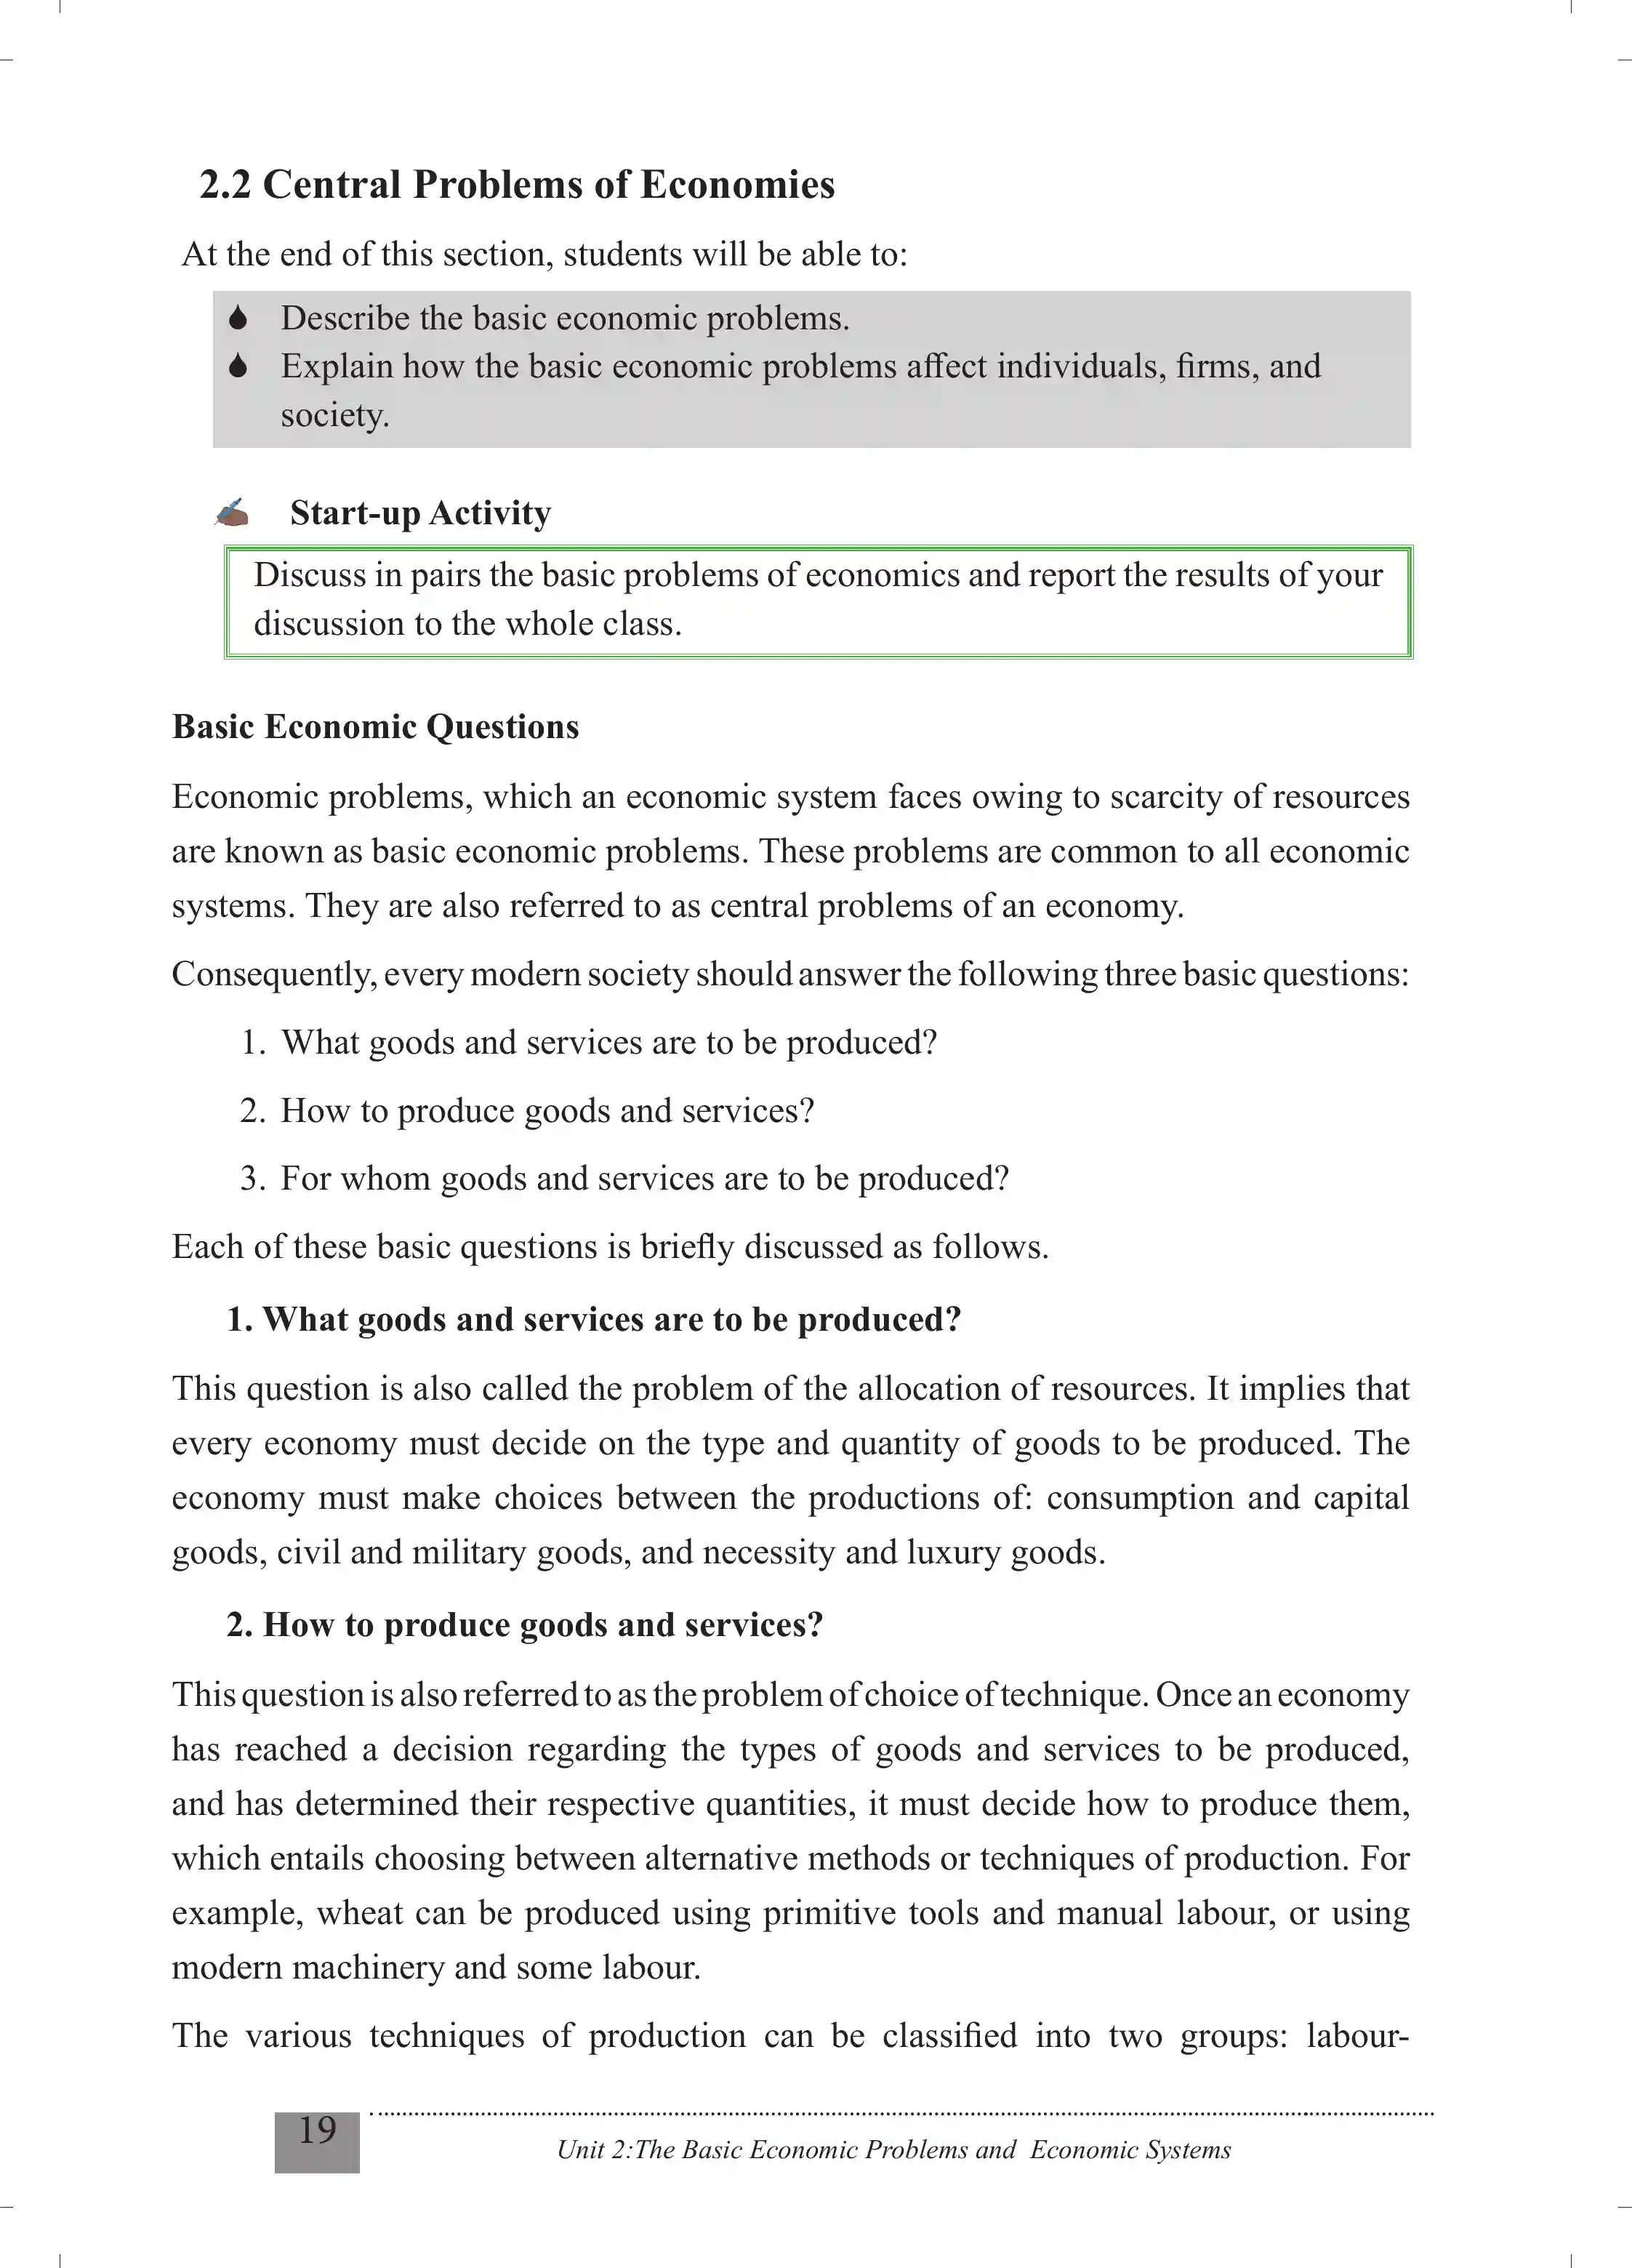 2.2 Central Problems of Economies
At the end of this section, students will be able to:
Describe the basic economic problems.
Explain how the basic economic problems affect individuals, firms, and
society.
Start-up Activity
Discuss in pairs the basic problems of economics and report the results of your
discussion to the whole class.
Basic Economic Questions
Economic problems, which an economic system faces owing to scarcity of resources
are known as basic economic problems. These problems are common to all economic
systems. They are also referred to as central problems of an economy.
Consequently, every modern society should answer the following three basic questions:
1. What goods and services are to be produced?
2. How to produce goods and services?
3. For whom goods and services are to be produced?
Each of these basic questions is briefly discussed as follows.
1. What goods and services are to be produced?
This question is also called the problem of the allocation of resources. It implies that
every economy must decide on the type and quantity of goods to be produced. The
economy must make choices between the productions of: consumption and capital
goods, civil and military goods, and necessity and luxury goods.
2. How to produce goods and services?
This question is also referred to as the problem of choice of technique. Once an economy
has reached a decision regarding the types of goods and services to be produced,
and has determined their respective quantities, it must decide how to produce them,
which entails choosing between alternative methods or techniques of production. For
example, wheat can be produced using primitive tools and manual labour, or using
modern machinery and some labour.
The various techniques of production can be classified into two groups: labour-
19
Unit 2:The Basic Economic Problems and Economic Systems